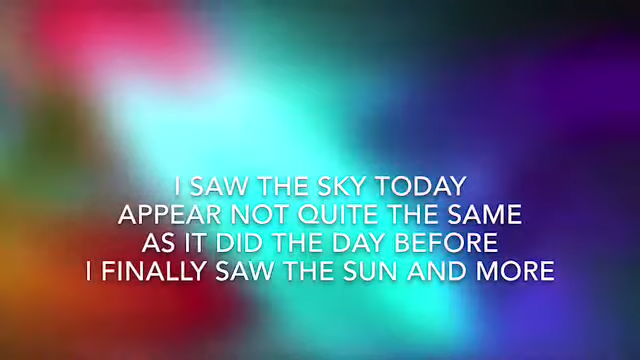 I SAW THE SKY TODAY
APPEAR NOT QUITE THE SAME
AS IT DID THE DAY BEFORE
I FINALLY SAW THE SUN AND MORE